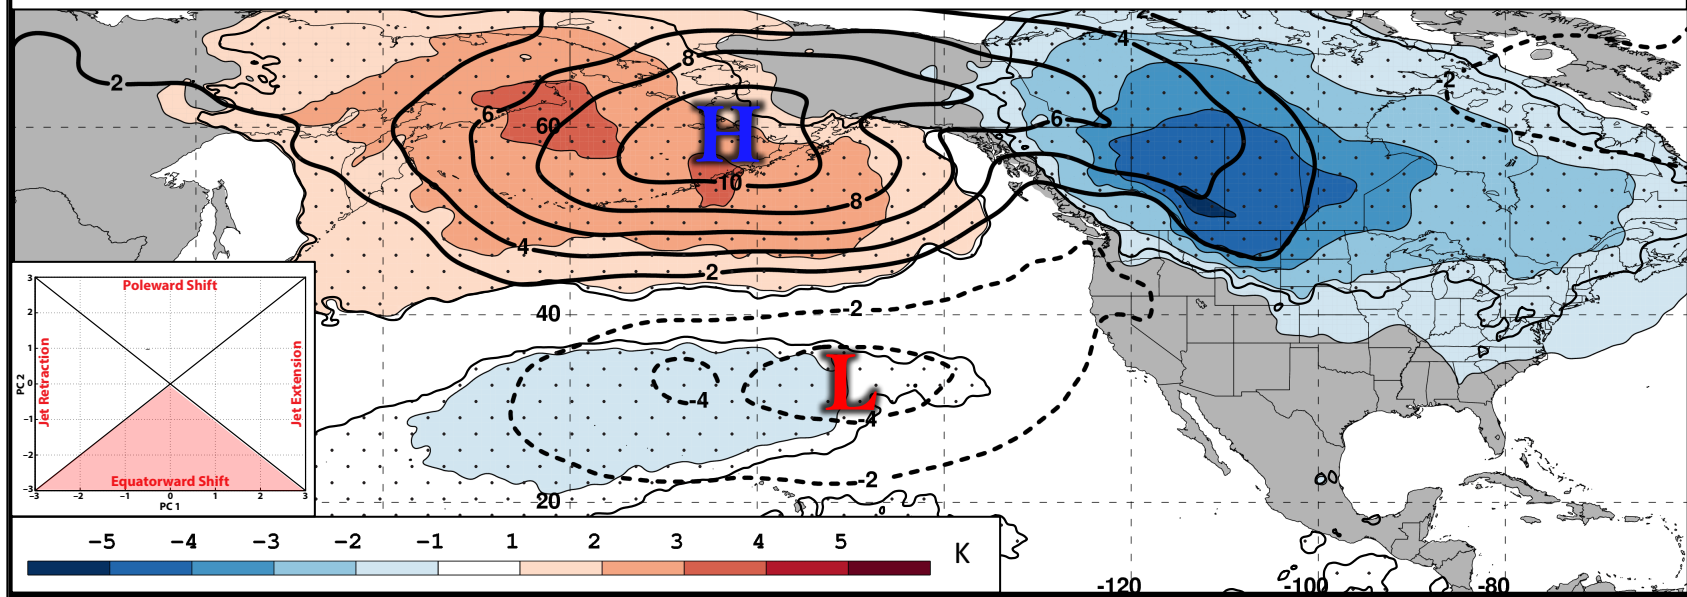 2
4
2
8
2
6
60
H
6
10
8
4
2
-2
40
L
-4
-4
-2
20
Poleward Shift
Jet Retraction
Jet Extension
Equatorward Shift
PC 2
3
2
1
0
−1
−2
−3
−3 −2 −1 0 1 2 3
PC 1
−5 −4 −3 −2 −1 1 2 3 4 5 K
-120 -100 -80